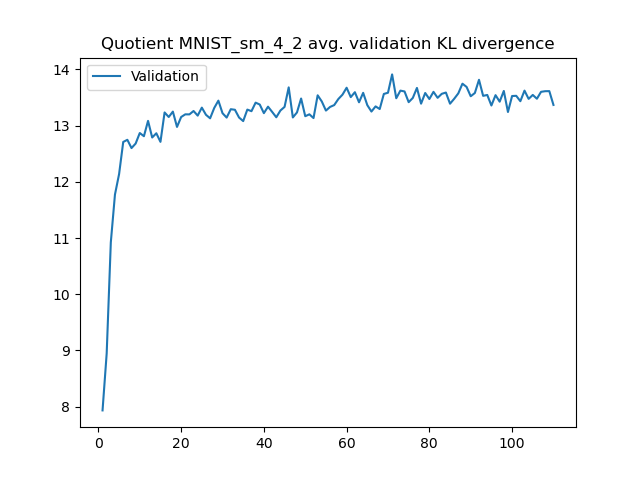 Quotient MNIST_sm_4_2 avg. validation KL divergence
Validation
14
13
12
11
10
9
8
0 20 40 60 80 100